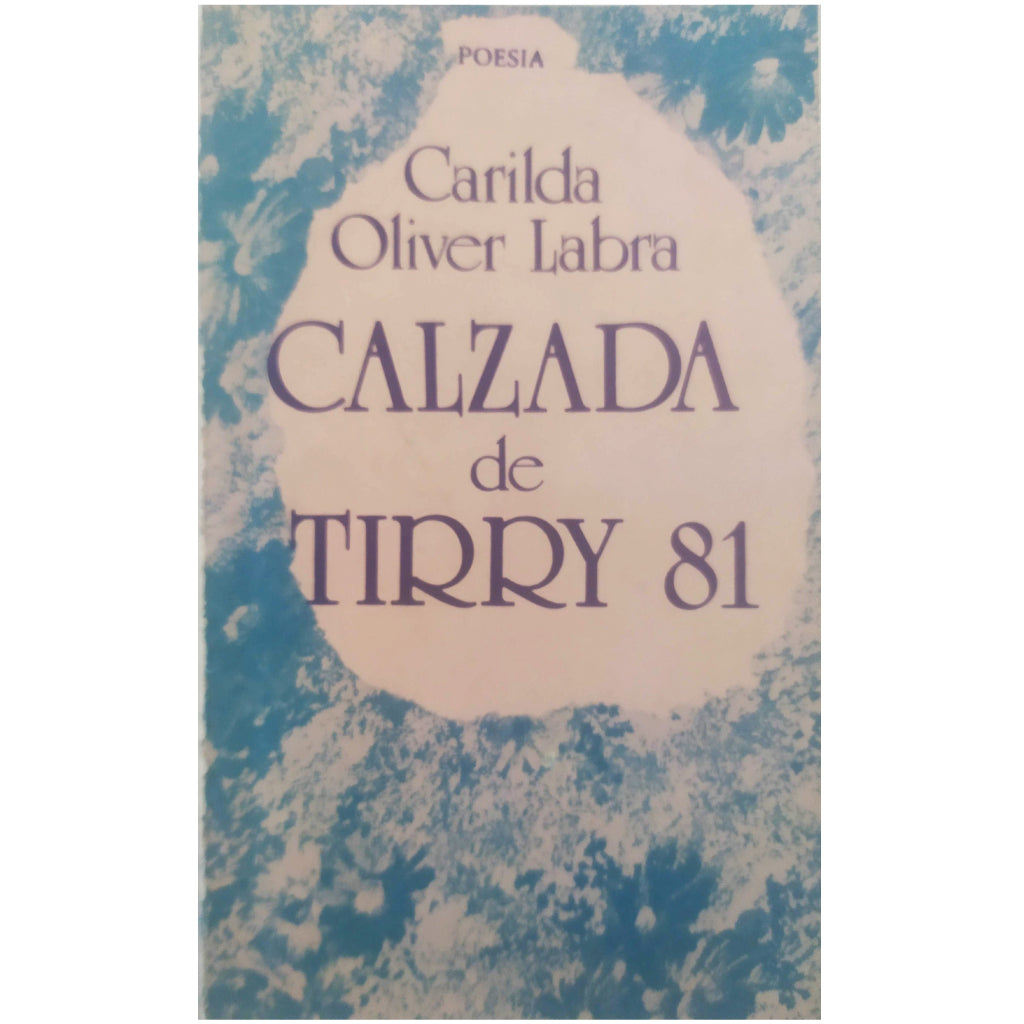 POESIA
Carilda
Oliver Labra
CALZADA
de
TIRRY 81